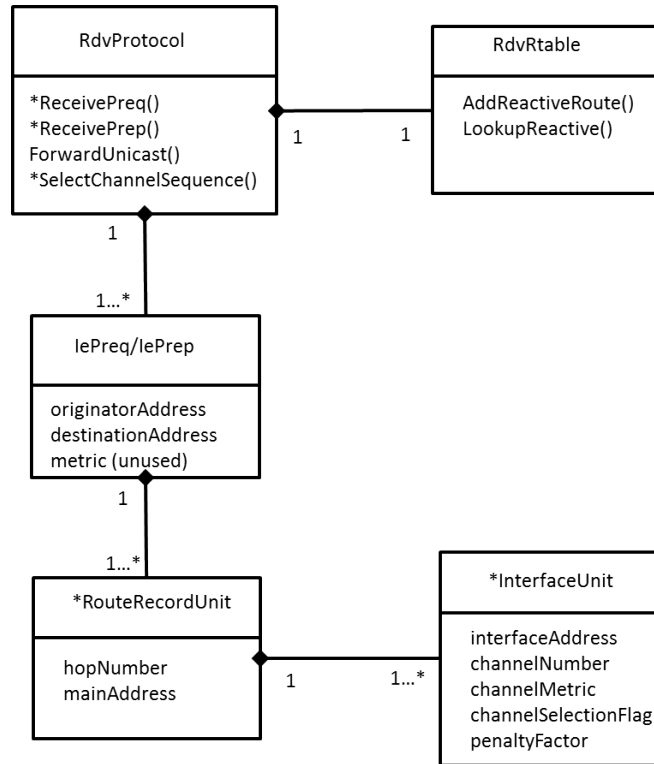 RdvProtocol
*ReceivePreq()
*ReceivePrep()
ForwardUnicast()
*SelectChannelSequence()
RdvRtable
AddReactiveRoute()
LookupReactive()
1
1
1
1...*
IePreq/IePrep
originatorAddress
destinationAddress
metric (unused)
1
1...*
*RouteRecordUnit
hopNumber
mainAddress
1
1...*
*InterfaceUnit
interfaceAddress
channelNumber
channelMetric
channelSelectionFlag
penaltyFactor